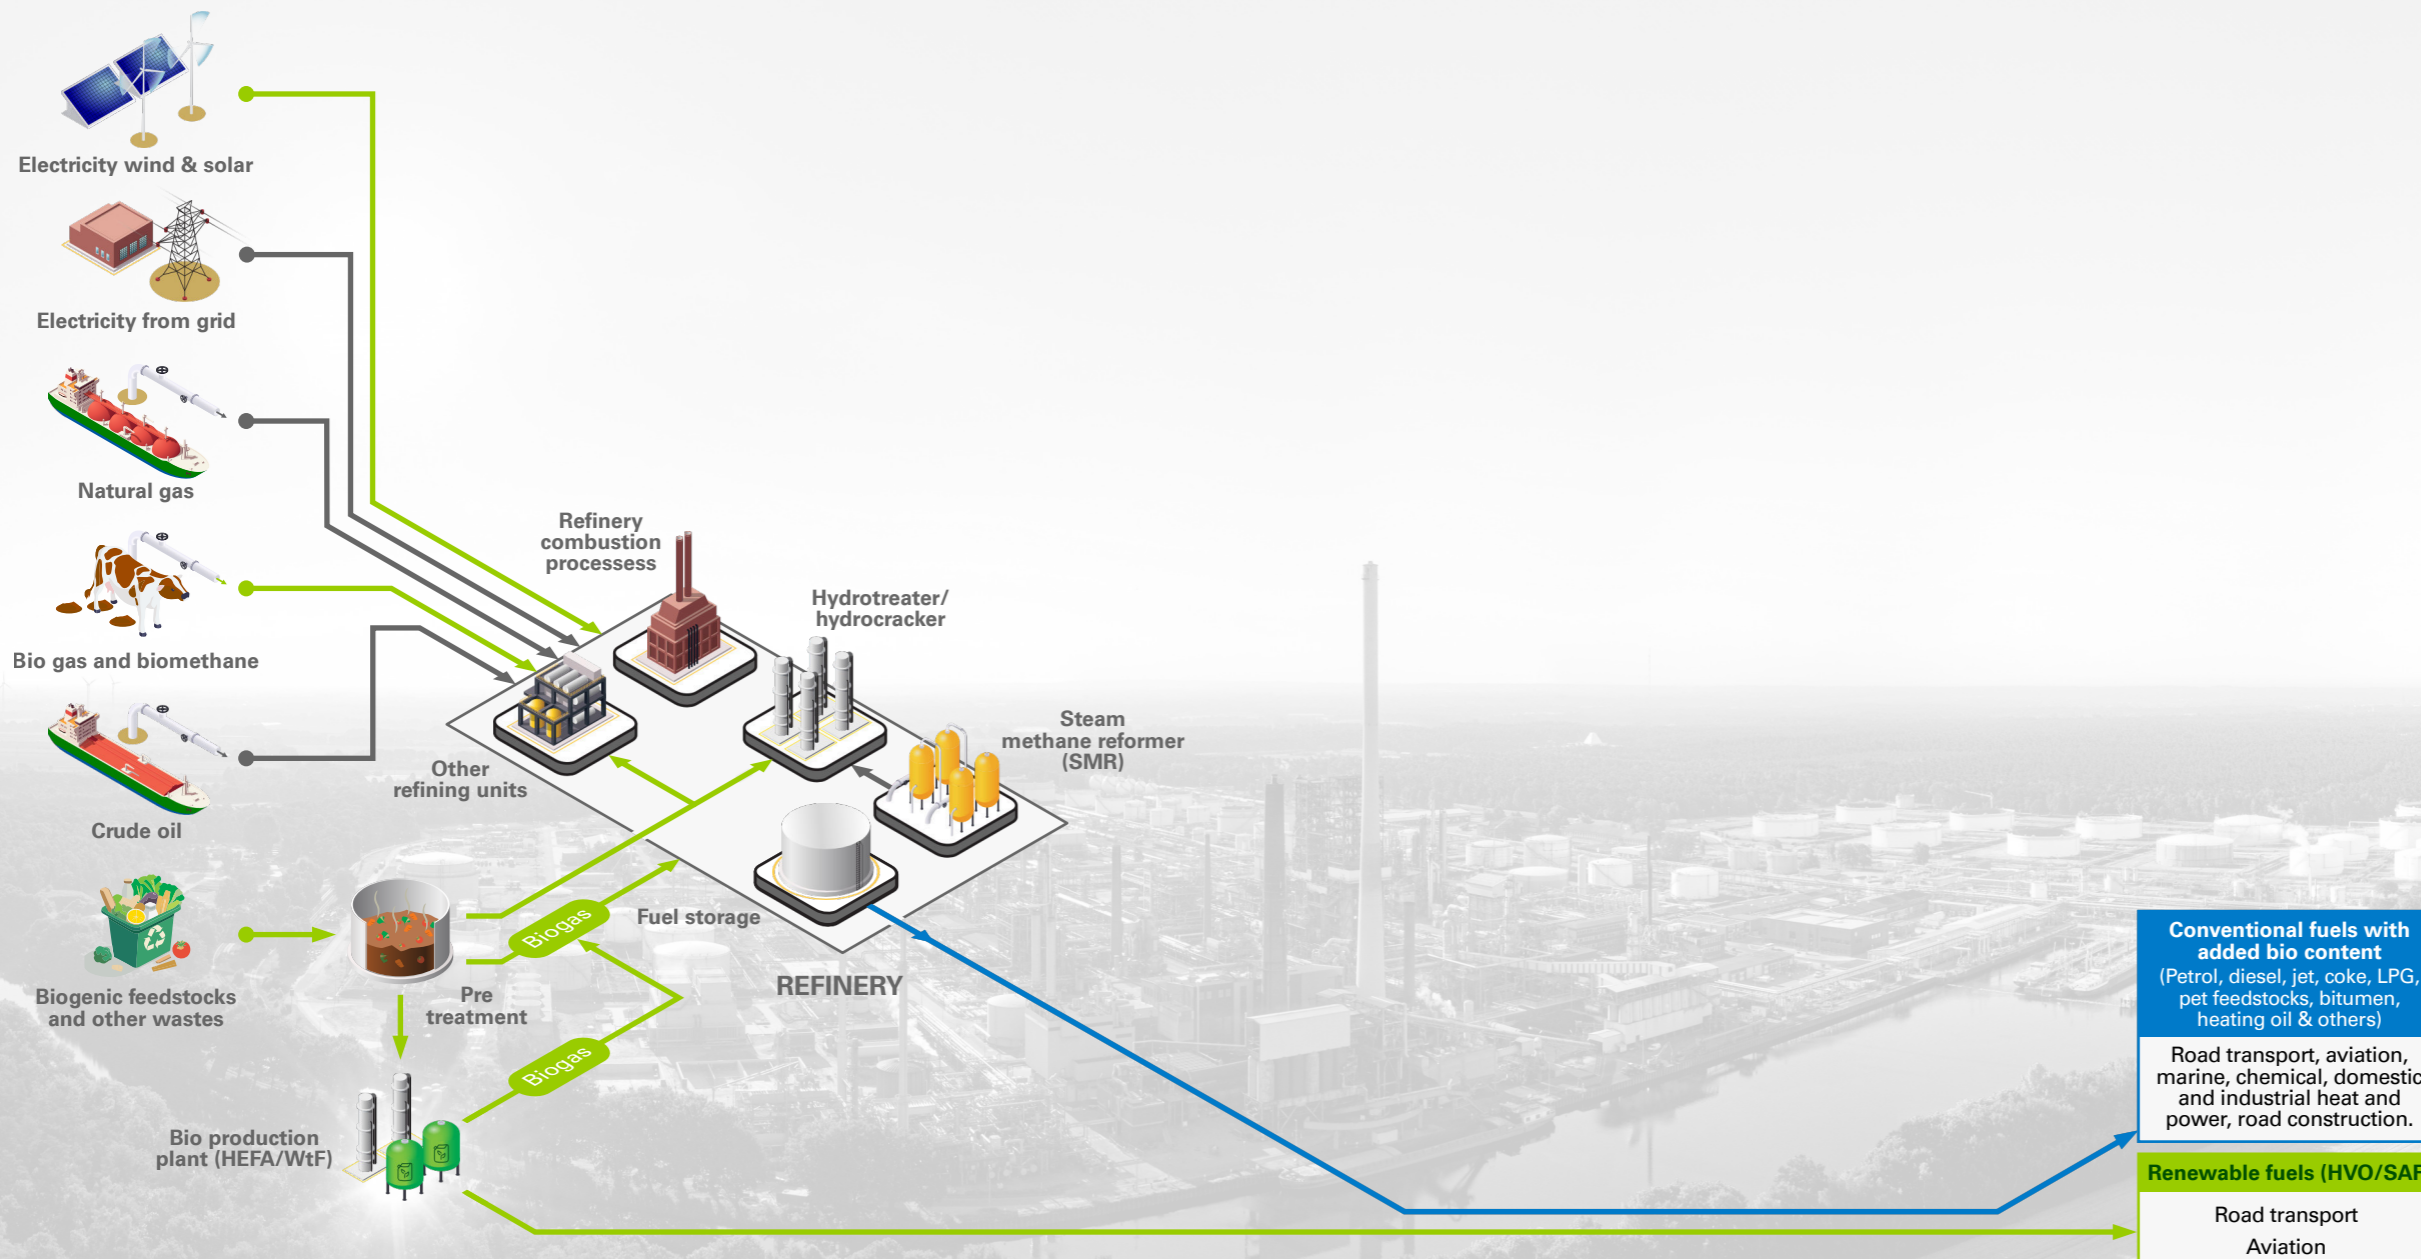 Electricity wind & solar
Electricity from grid
Natural gas
Bio gas and biomethane
Crude oil
Biogenic feedstocks
and other wastes
Refinery
combustion
processess
Hydrotreater/
hydrocracker
Steam
methane reformer
(SMR)
Other
refining units
Fuel storage
REFINERY
Biogas
Biogas
Pre
treatment
Bio production
plant (HEFA/WtF)
Conventional fuels with
added bio content
(Petrol, diesel, jet, coke, LPG,
pet feedstocks, bitumen,
heating oil & others)
Road transport, aviation,
marine, chemical, domestic
and industrial heat and
power, road construction.
Renewable fuels (HVO/SAF
Road transport
Aviation